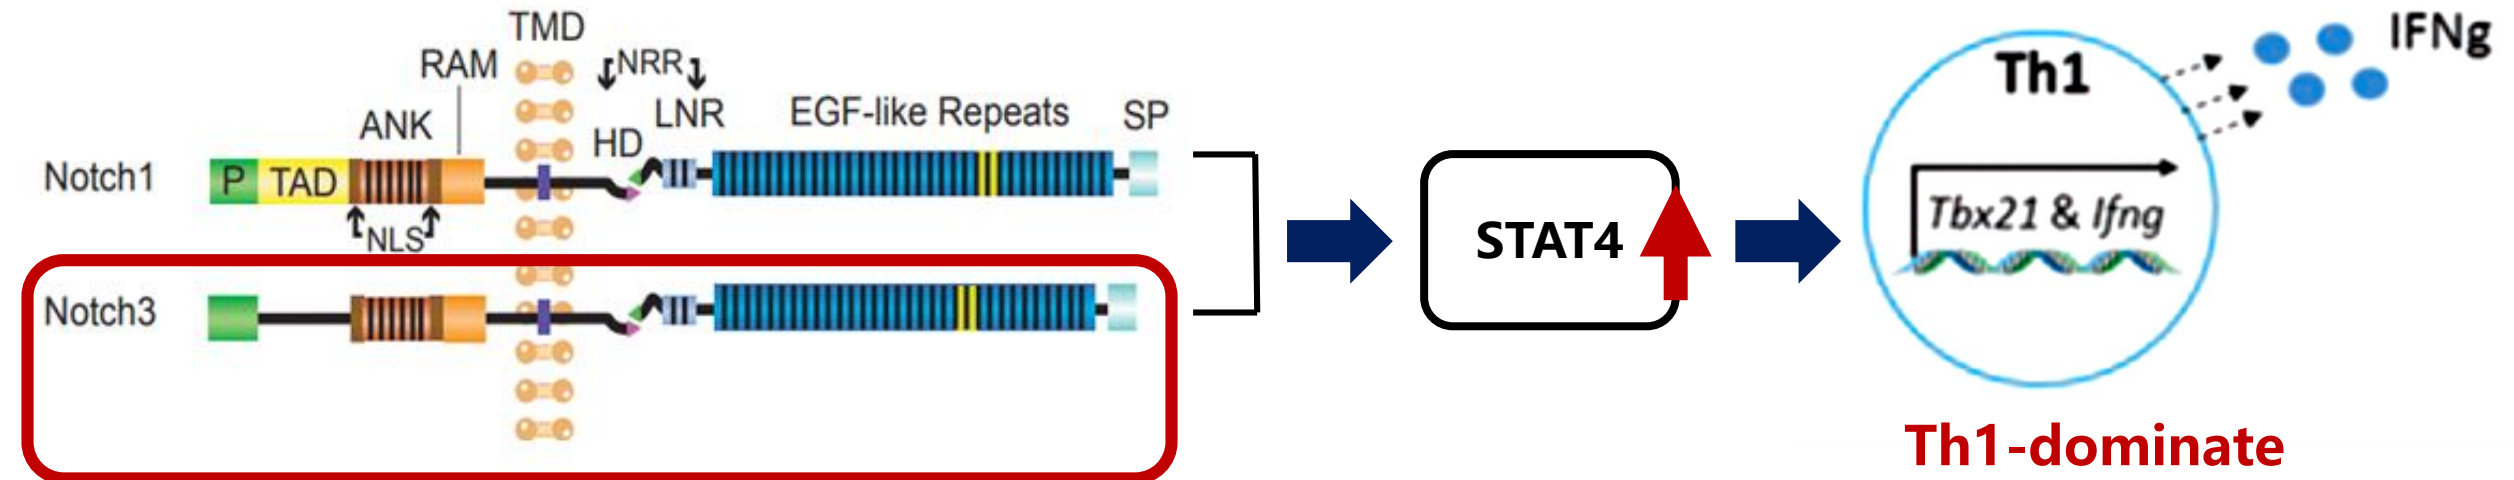 TMD
RAM
NRR
ANK
LNR
HD
EGF-like Repeats
SP
Notch1
P
TAD
NLS
Notch3
STAT4
Th1
IFNg
Tbx21 & Ifng
Th1-dominate